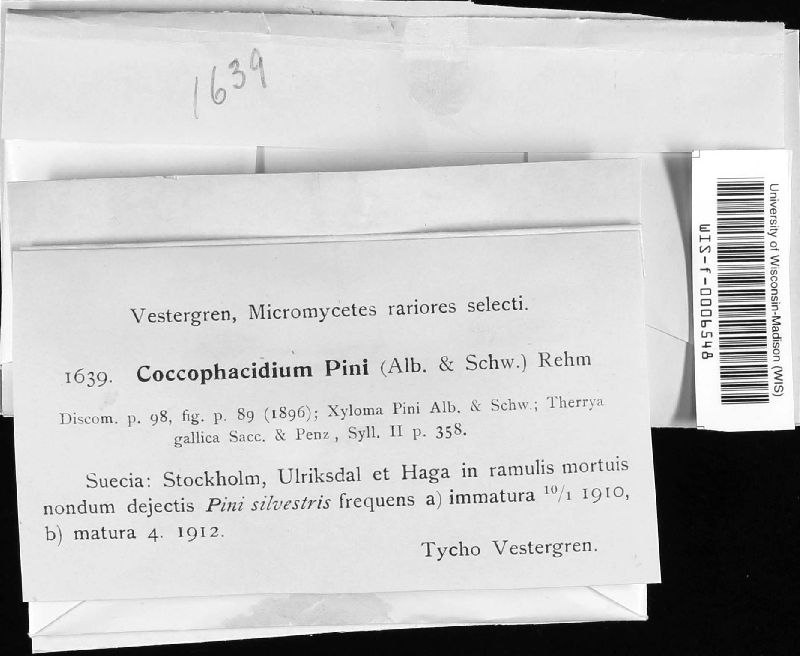 1639
Vestergren, Micromycetes rariores selecti.
1639. Coccophacidium Pini (Alb. & Schw.) Rehm
Discom. p. 98, fig. p. 89 (1896); Xyloma Pini Alb. & Schw.; Therrya
gallica Sacc. & Penz, Syll. II p. 358.
Suecia: Stockholm, Ulriksdal et Haga in ramulis mortuis
nondum dejectis Pini silvestris frequens a) immatura 10/1 1910,
b) matura 4. 1912.
Tycho Vestergren.
University of Wisconsin-Madison (WIS)
WIS-f-0006548